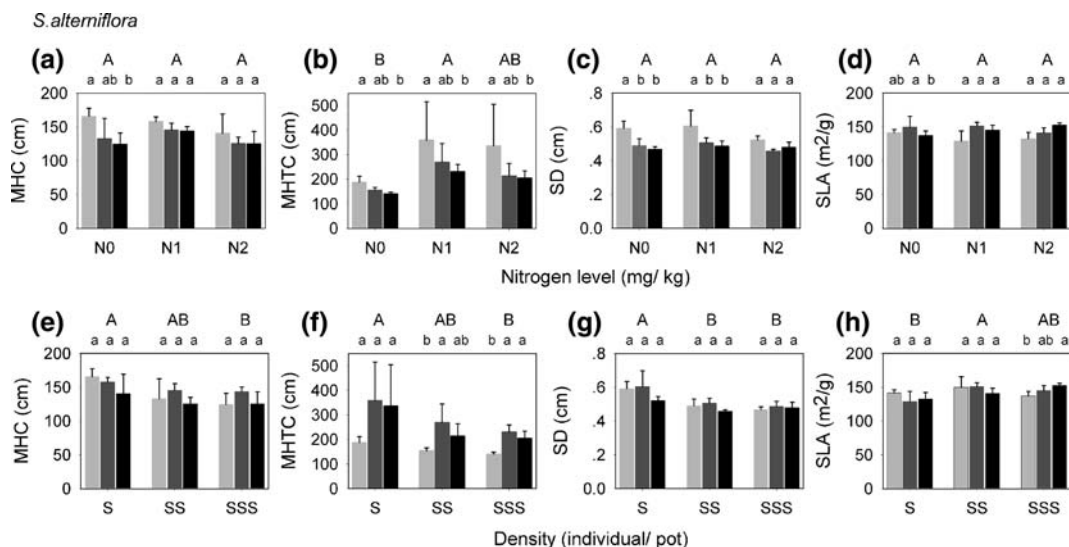 S.alterniflora
(a) (b) (c) (d)
A A A B A AB A A A A A A
a ab b a a a a a a a ab b a ab b a ab b a b b a b b a a a ab a b a a a a a a
200 150 100 50 0
MHC (cm)
500 400 300 200 100
MHTC (cm)
.8 .6 .4 .2 0.0
SD (cm)
200 150 100 50 0
SLA (m2/g)
N0 N1 N2 N0 N1 N2 N0 N1 N2 N0 N1 N2
Nitrogen level (mg/ kg)
(e) (f) (g) (h)
A AB B A AB B A B B B A AB
a a a a a a a a a a a a b a ab b a a a a a a a a a a a a a a a a a b ab a
200 150 100 50 0
MHC (cm)
500 400 300 200 100 0
MHTC (cm)
.8 .6 .4 .2 0.0
SD (cm)
200 150 100 50 0
SLA (m2/g)
S SS SSS S SS SSS S SS SSS S SS SSS
Density (individual/ pot)